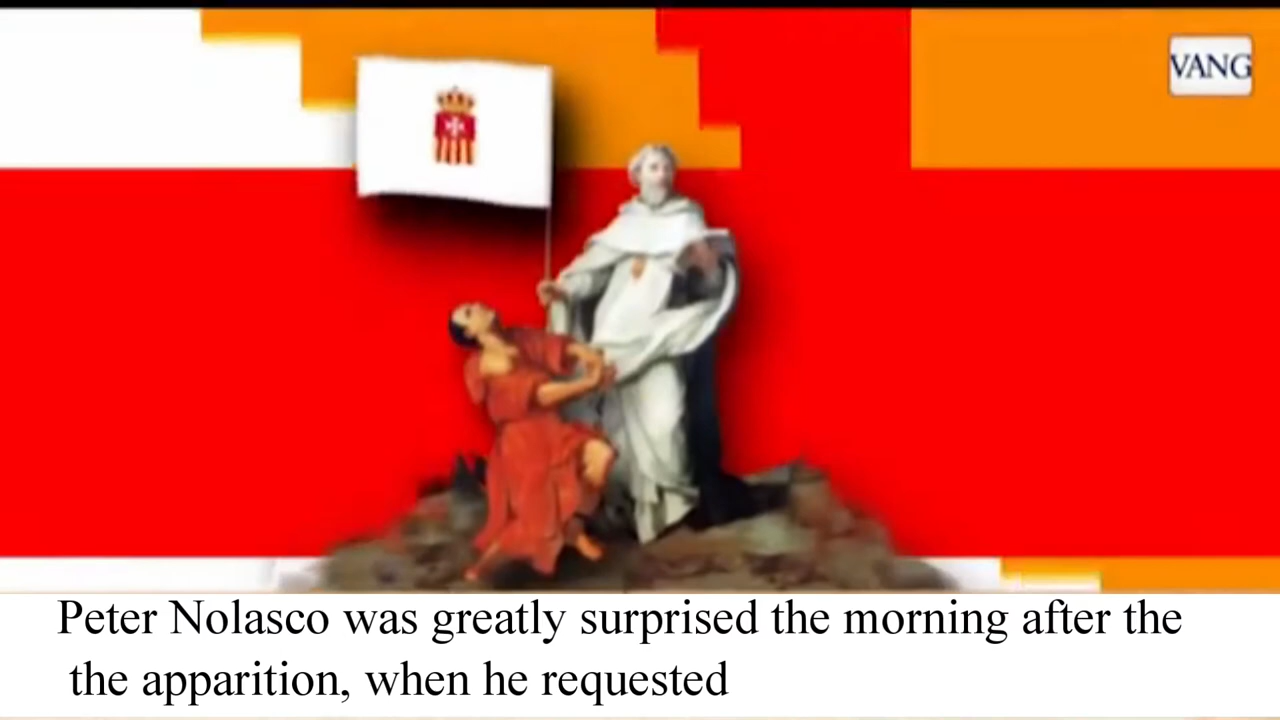 VANG
Peter Nolasco was greatly surprised the morning after the
the apparition, when he requested